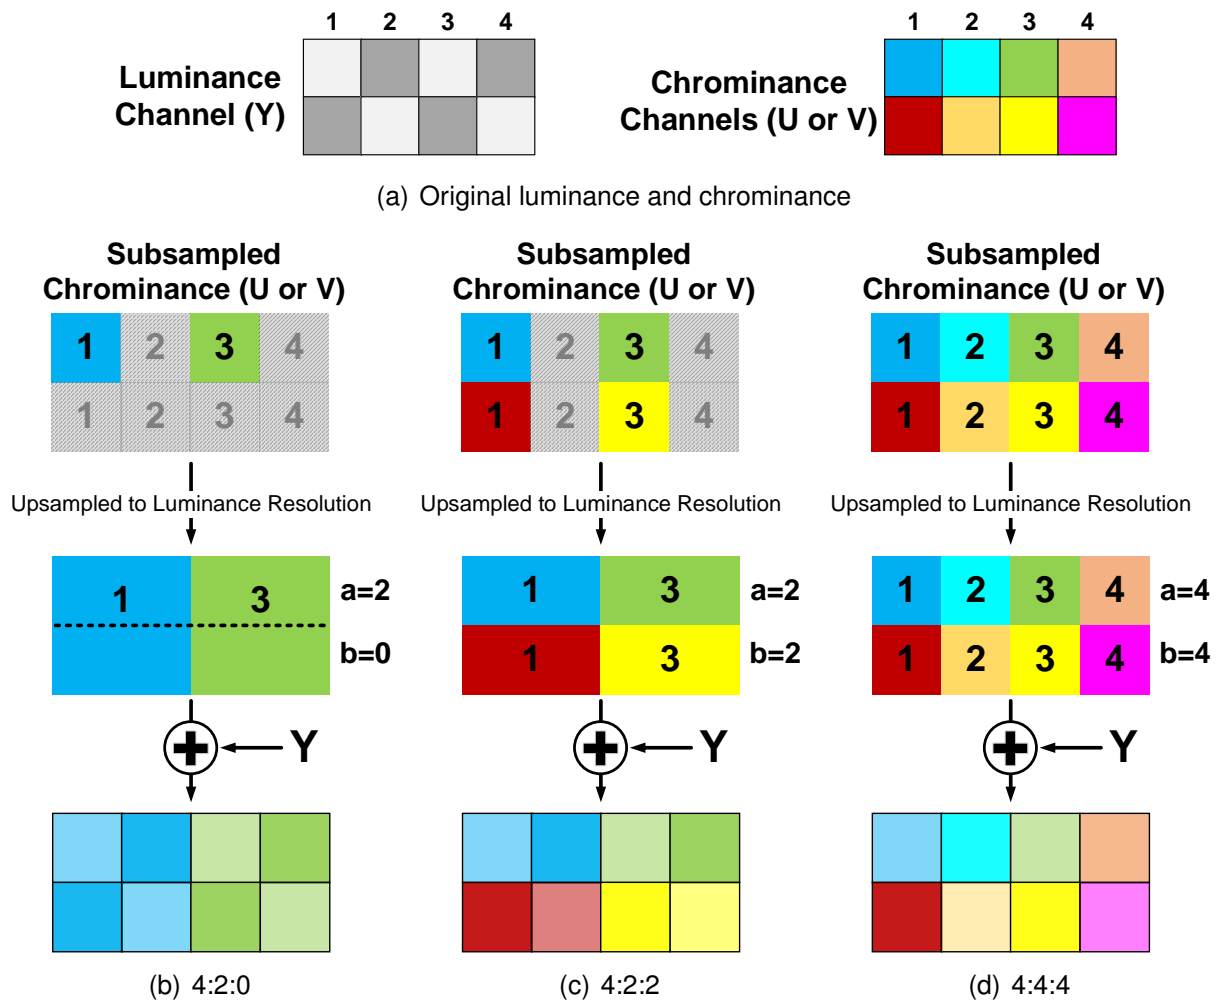 1 2 3 4
Luminance
Channel (Y)
1 2 3 4
Chrominance
Channels (U or V)
(a) Original luminance and chrominance
Subsampled
Chrominance (U or V)
1 2 3 4
1 2 3 4
Upsampled to Luminance Resolution
1 3 a=2
b=0
Y
(b) 4:2:0
Subsampled
Chrominance (U or V)
1 2 3 4
1 2 3 4
Upsampled to Luminance Resolution
1 3 a=2
1 3 b=2
Y
(c) 4:2:2
Subsampled
Chrominance (U or V)
1 2 3 4
1 2 3 4
Upsampled to Luminance Resolution
1 2 3 4 a=4
1 2 3 4 b=4
Y
(d) 4:4:4